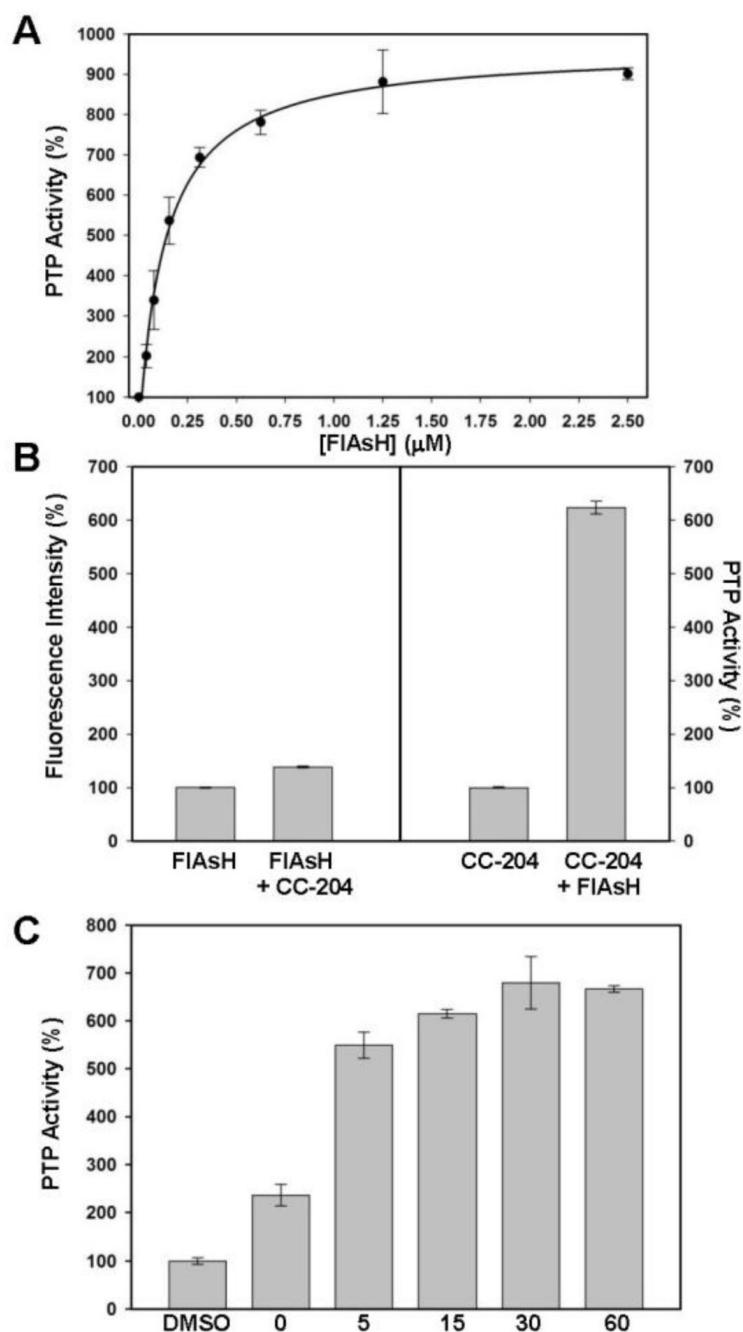 A
PTP Activity (%)
1000
900
800
700
600
500
400
300
200
100
0.00 0.25 0.50 0.75 1.00 1.25 1.50 1.75 2.00 2.25 2.50
[FlAsH] (μM)
B
Fluorescence Intensity (%)
700
600
500
400
300
200
100
0
700
600
500
400
300
200
100
0
PTP Activity (%)
FlAsH FlAsH CC-204 CC-204
+ CC-204 + FlAsH
C
PTP Activity (%)
800
700
600
500
400
300
200
100
0
DMSO 0 5 15 30 60